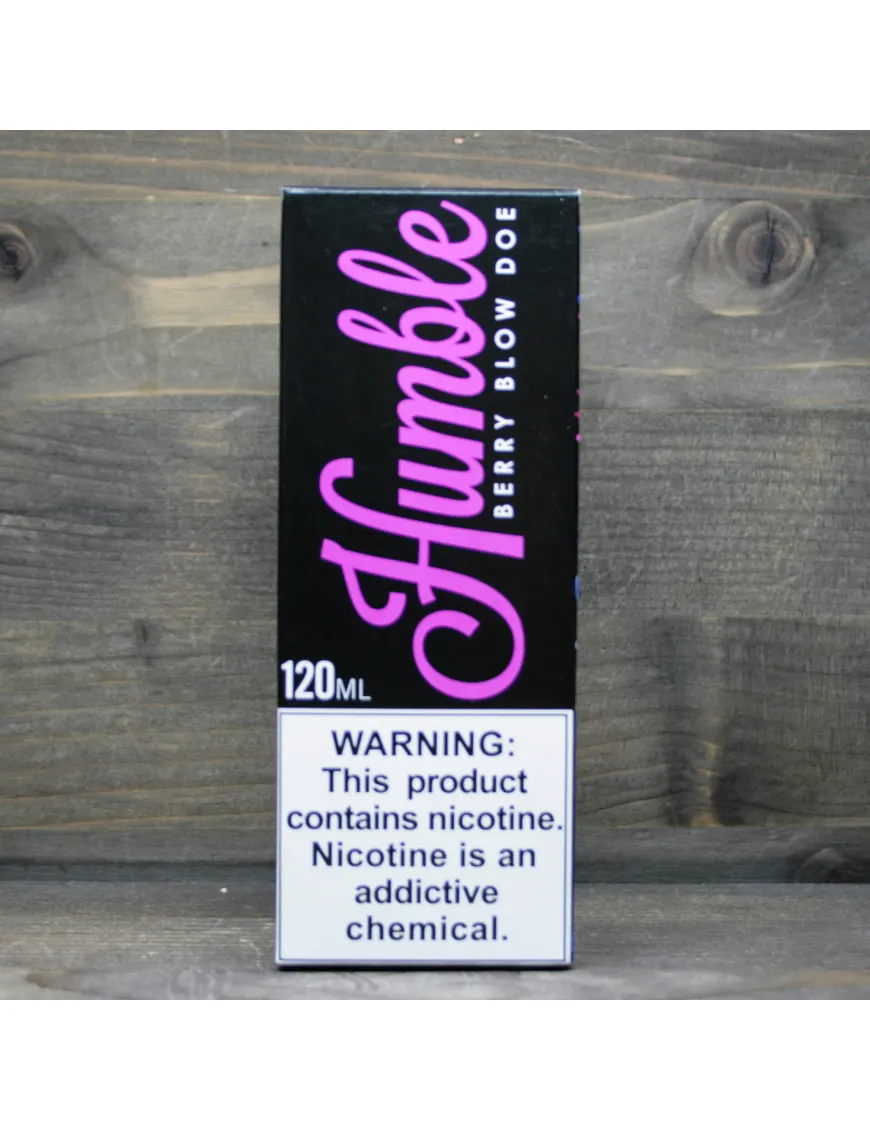 Humble
BERRY BLOW DOE
120ML
WARNING:
This product
contains nicotine.
Nicotine is an
addictive
chemical.